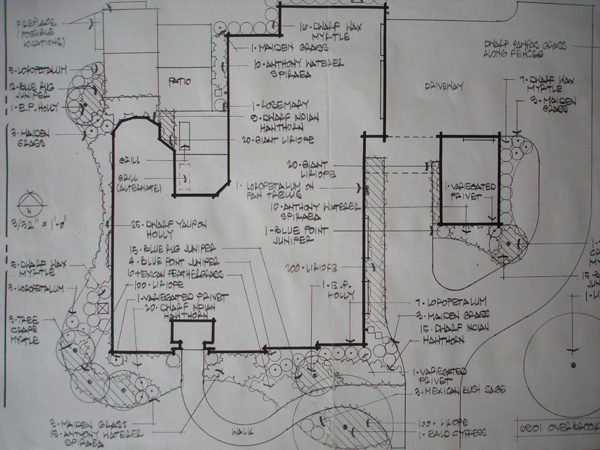 FIREPLACE
(POSSIBLE
LOCATIONS)
5-LOROPETALUM
12-BLUE RUG
JUNIPER
1-E.P. HOLLY
3-MAIDEN
GRASS
PATIO
16-DWARF WAX
MYRTLE
1-MAIDEN GRASS
10-ANTHONY WATERER
SPIRAEA
1-ROSEMARY
9-DWARF INDIAN
HAWTHORN
20-GIANT LIRIOPE
GRILL
GRILL
(ALTERNATE)
DWARF PAMPAS GRASS
ALONG FENCES
DRIVEWAY
7-DWARF WAX
MYRTLE
3-MAIDEN
GRASS
20-GIANT
LIRIOPE
1-LOROPETALUM ON
FAN TRELLIS
10-ANTHONY WATERER
SPIRAEA
1-BLUE POINT
JUNIPER
1-VARIEGATED
PRIVET
N
3/32" = 1'-0"
25-DWARF YAUPON
HOLLY
15-BLUE RUG JUNIPER
4-BLUE POINT JUNIPER
10-MEXICAN FEATHERGRASS
100-LIRIOPE
1-VARIEGATED PRIVET
20-DWARF INDIAN
HAWTHORN
200-LIRIOPE
1-E.P.
HOLLY
5-DWARF WAX
MYRTLE
5-LOROPETALUM
3-TREE
CRAPE
MYRTLE
7-LOROPETALUM
3-MAIDEN GRASS
15-DWARF INDIAN
HAWTHORN
1-VARIEGATED
PRIVET
3-MEXICAN BUSH SAGE
3-MAIDEN GRASS
15-ANTHONY WATERER
SPIRAEA
WALK
100-LIRIOPE
1-BALD CYPRESS
6801 OVERBROOK